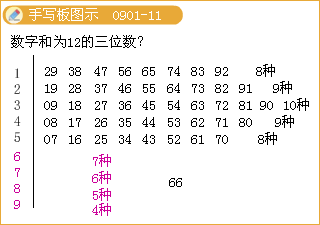 手写板图示 0901-11
数字和为12的三位数？
1 29 38 47 56 65 74 83 92 8种
2 19 28 37 46 55 64 73 82 91 9种
3 09 18 27 36 45 54 63 72 81 90 10种
4 08 17 26 35 44 53 62 71 80 9种
5 07 16 25 34 43 52 61 70 8种
6 7种
7 6种
8 5种
9 4种
66